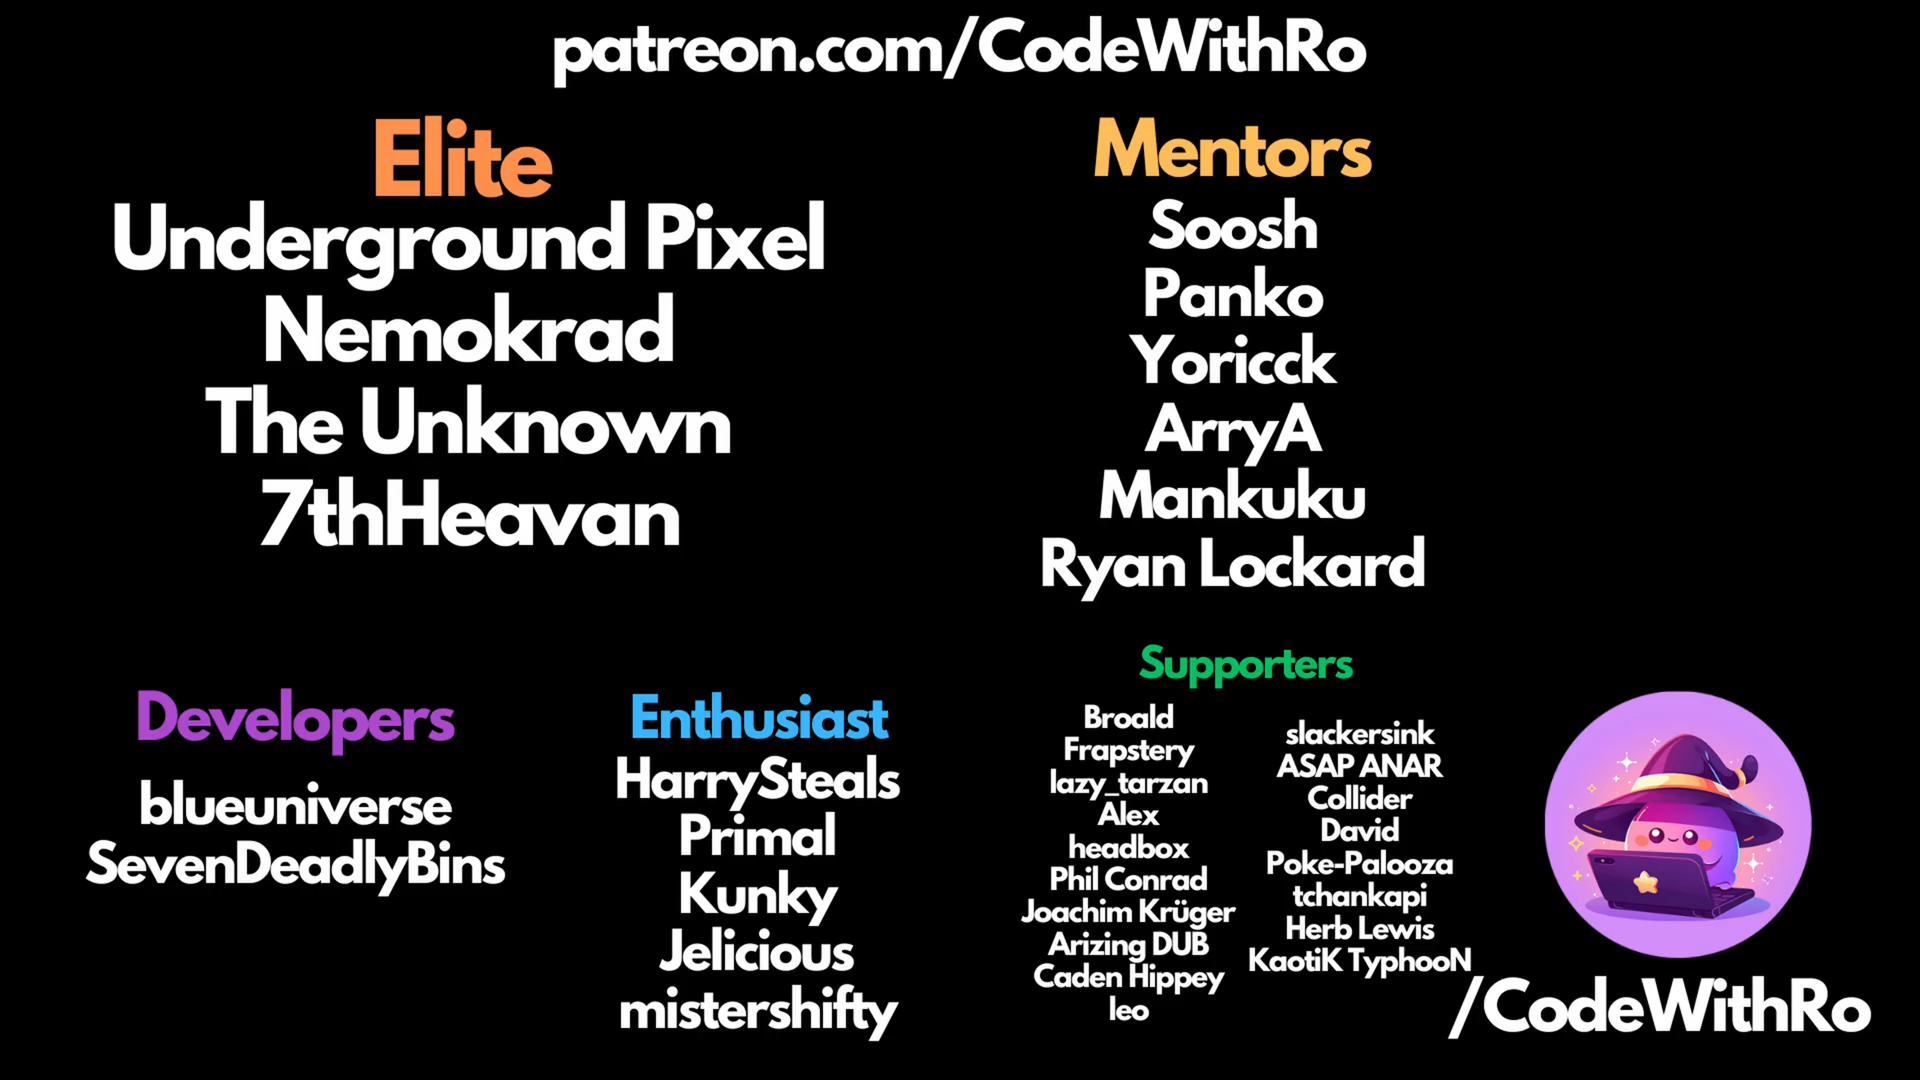 patreon.com/CodeWithRo
Elite
Underground Pixel
Nemokrad
The Unknown
7thHeavan
Mentors
Soosh
Panko
Yoricck
ArryA
Mankuku
Ryan Lockard
Developers
blueuniverse
SevenDeadlyBins
Enthusiast
HarrySteals
Primal
Kunky
Jelicious
mistershifty
Supporters
Broald
Frapstery
lazy_tarzan
Alex
headbox
Phil Conrad
Joachim Krüger
Arizing DUB
Caden Hippey
leo
slackersink
ASAP ANAR
Collider
David
Poke-Palooza
tchankapi
Herb Lewis
KaotiK TyphooN
/CodeWithRo